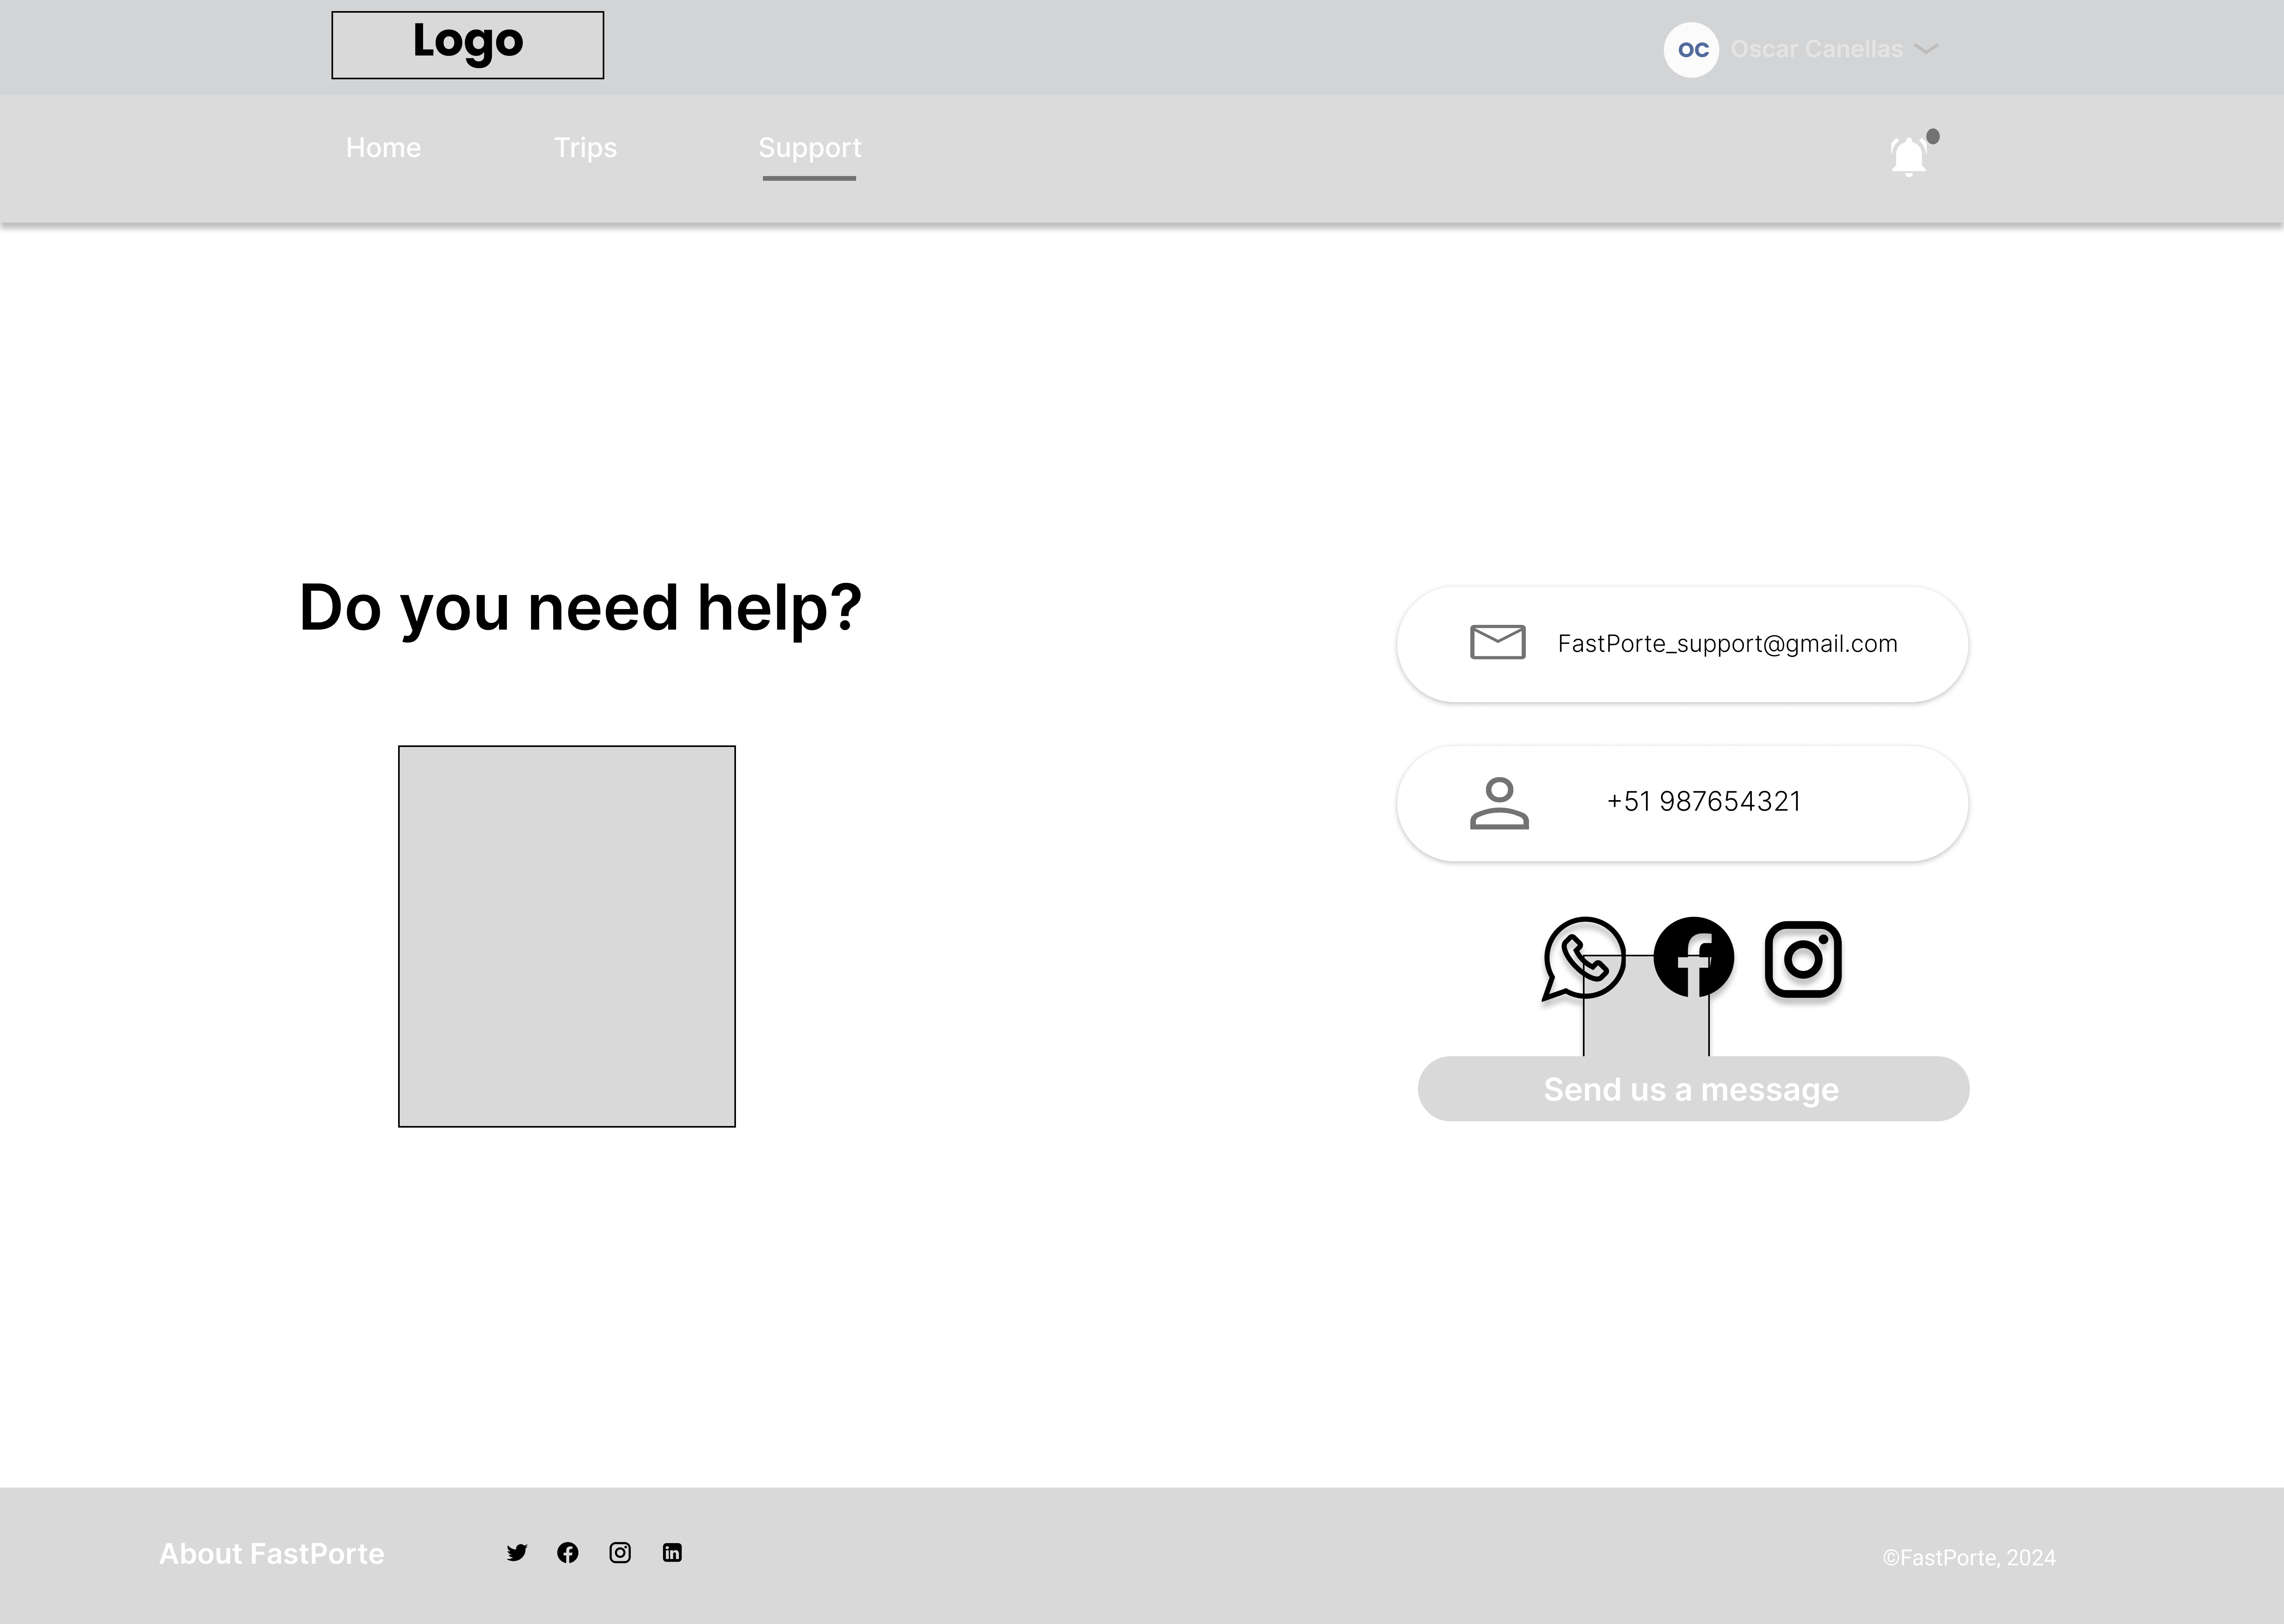 Logo
OC Oscar Canellas
Home Trips Support
Do you need help?
FastPorte_support@gmail.com
+51 987654321
Send us a message
About FastPorte
©FastPorte, 2024